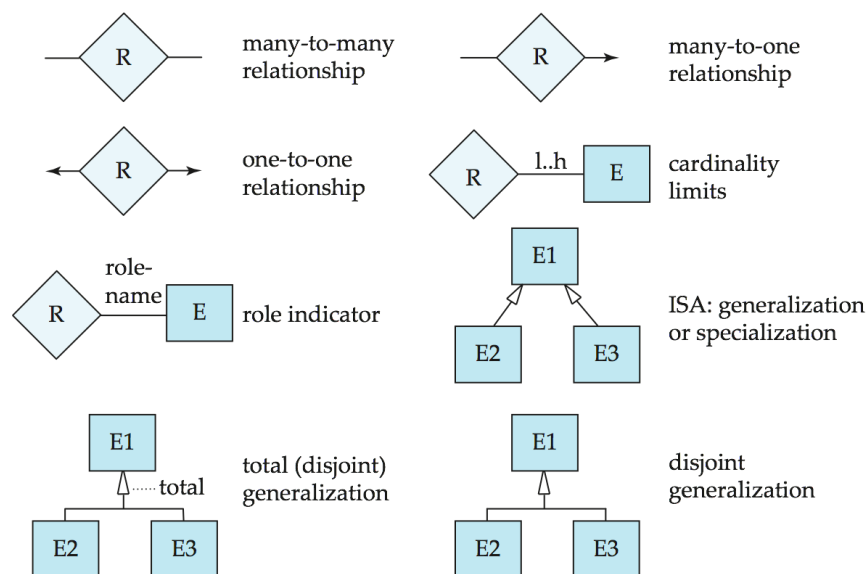 R
many-to-many
relationship
R
many-to-one
relationship
R
one-to-one
relationship
R
l..h
E
cardinality
limits
R
role-
name
E
role indicator
E1
E2
E3
ISA: generalization
or specialization
E1
total
E2
E3
total (disjoint)
generalization
E1
E2
E3
disjoint
generalization